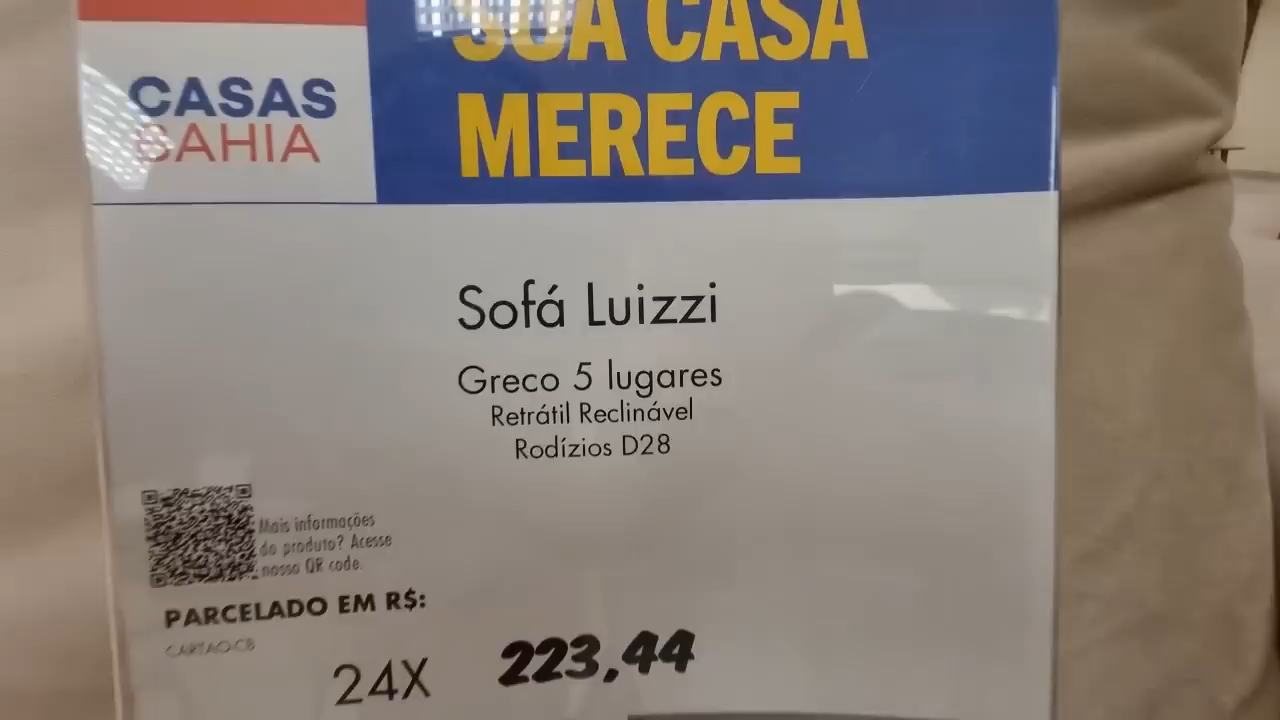 SUA CASA
MERECE
CASAS
BAHIA
Sofá Luizzi
Greco 5 lugares
Retrátil Reclinável
Rodízios D28
Mais informações
do produto? Acesse
nosso QR code.
PARCELADO EM R$:
CARTAO-CB
24X 223,44